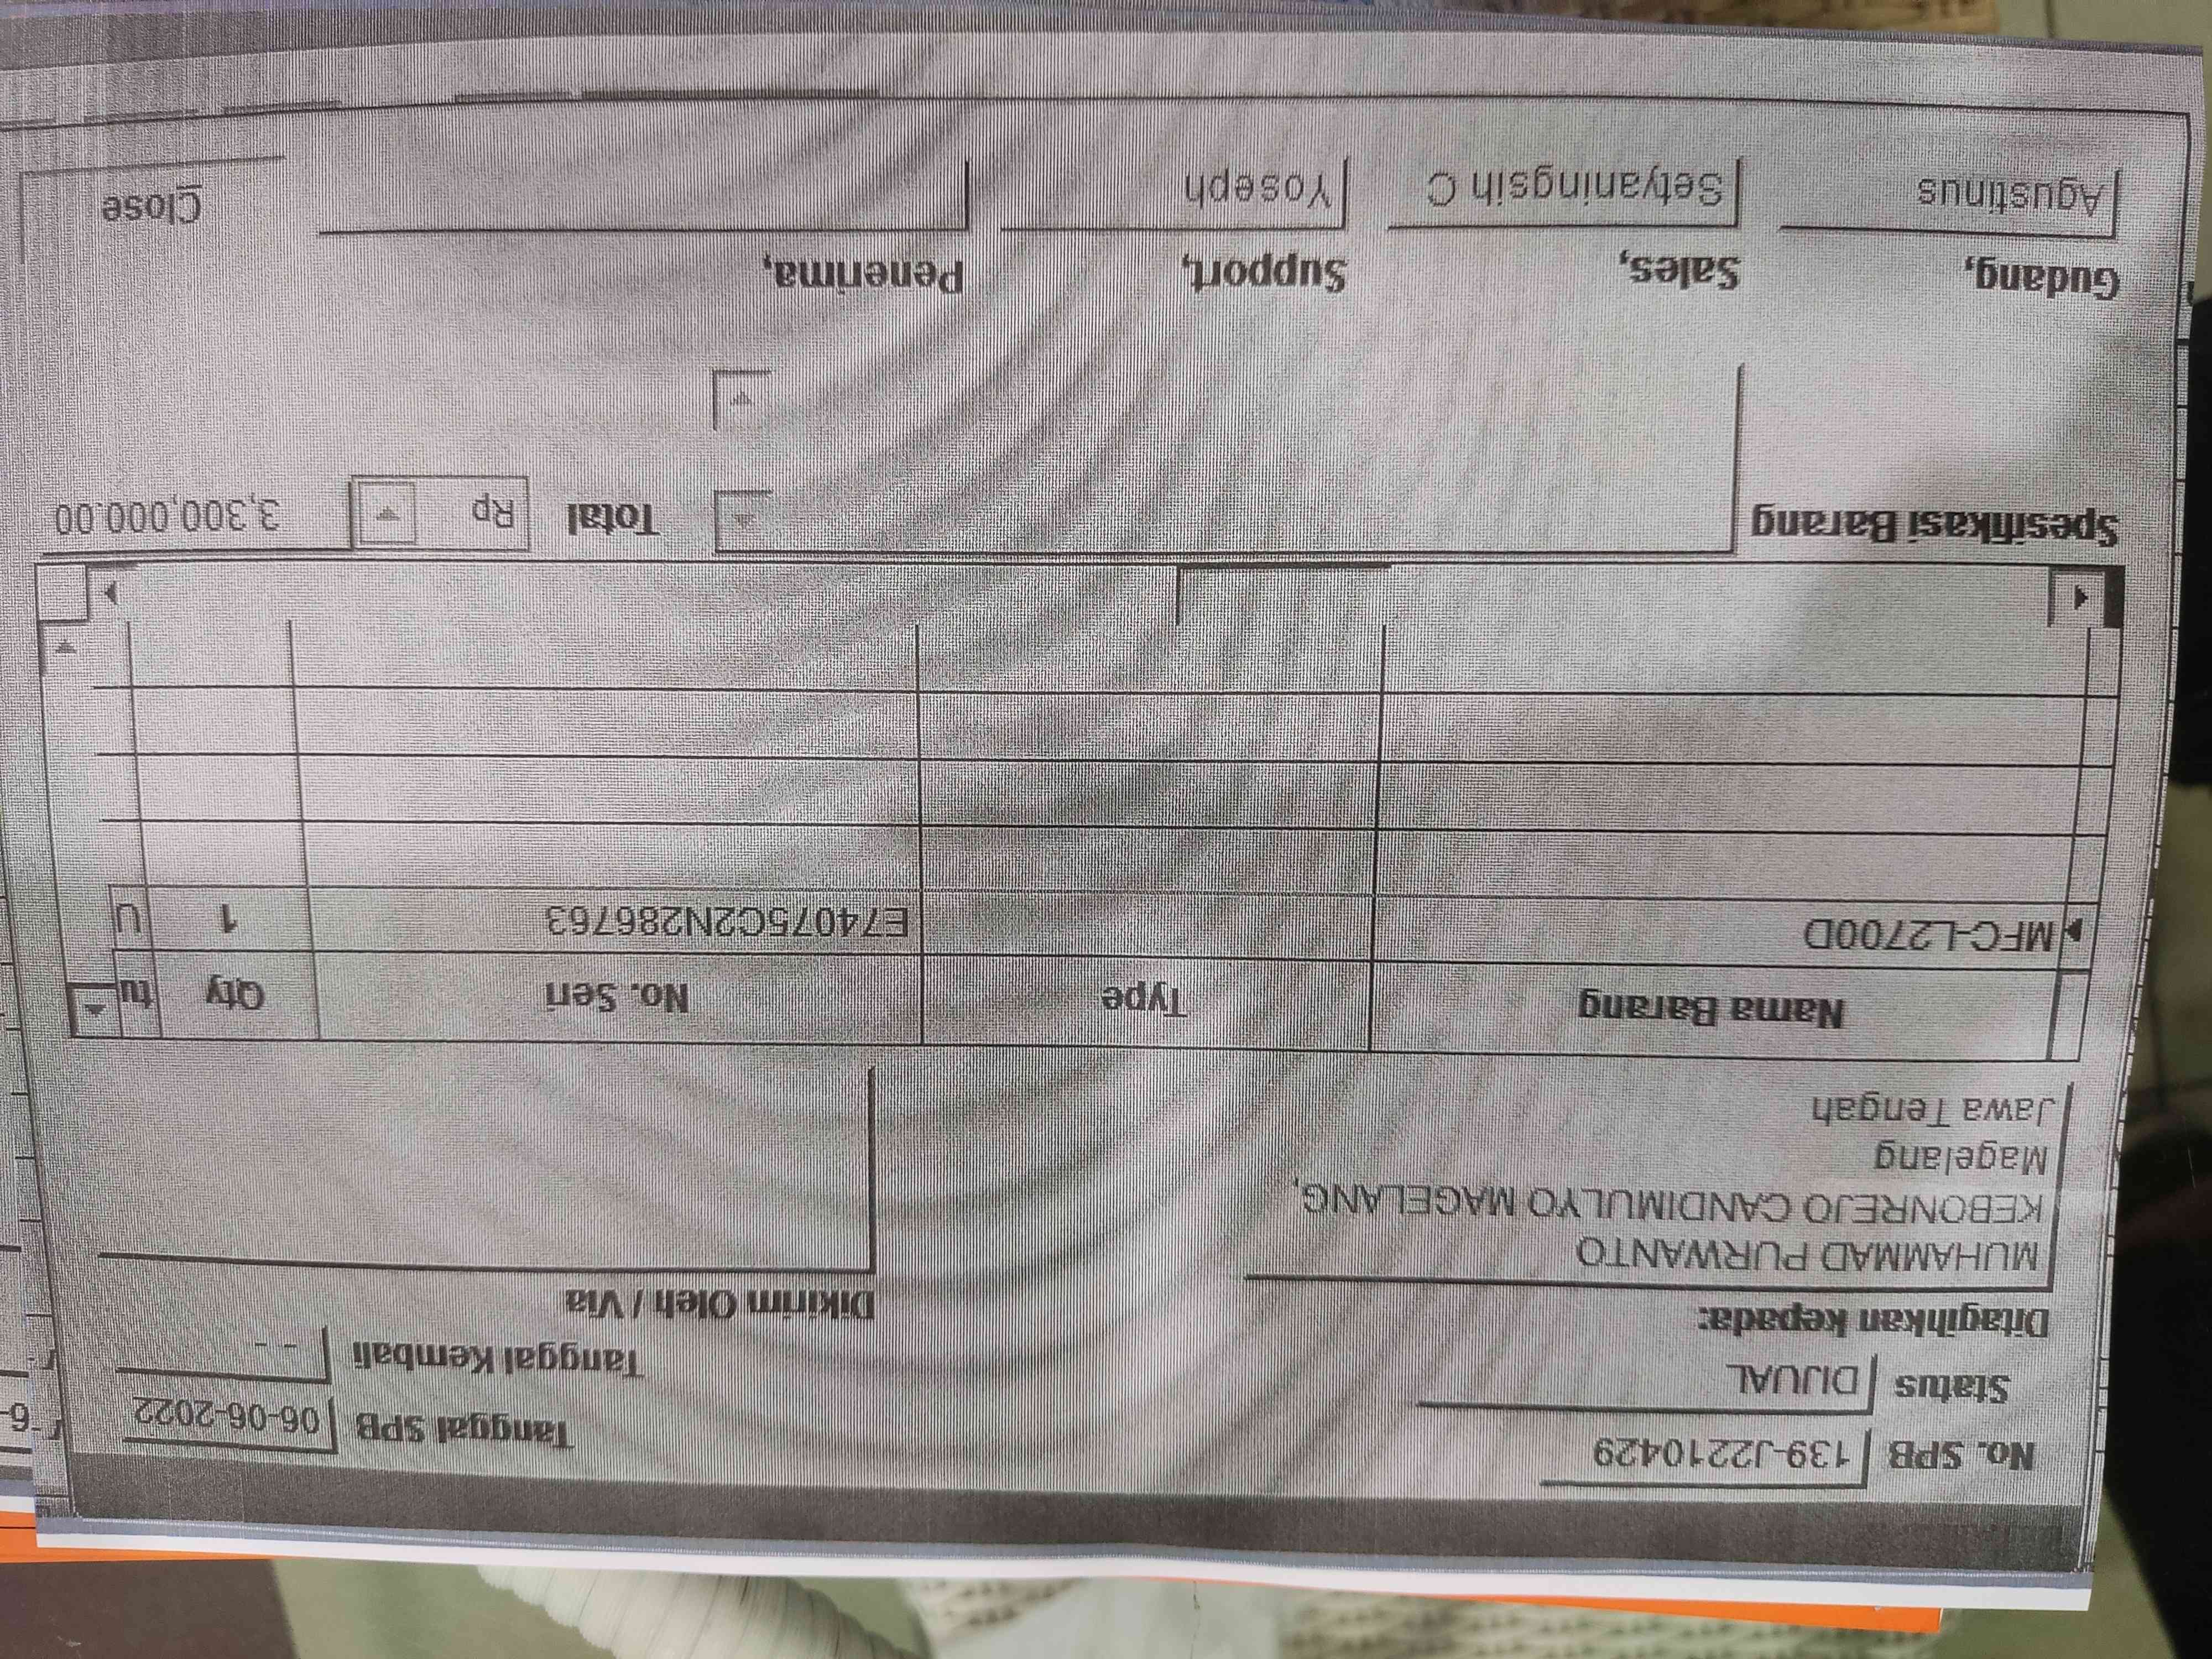 No. SPB 139-J2210429 Tanggal SPB 06-06-2022
Status DIJUAL Tanggal Kembali - -
Ditagihkan kepada: Dikirim Oleh / Via
MUHAMMAD PURWANTO
KEBONREJO CANDIMULYO MAGELANG,
Magelang
Jawa Tengah
Nama Barang Type No. Seri Qty tu
MFC-L2700D E74075C2N286763 1 U
Spesifikasi Barang Total Rp 3,300,000.00
Gudang, Sales, Support, Penerima,
Agustinus Setyaningsih C Yoseph Close